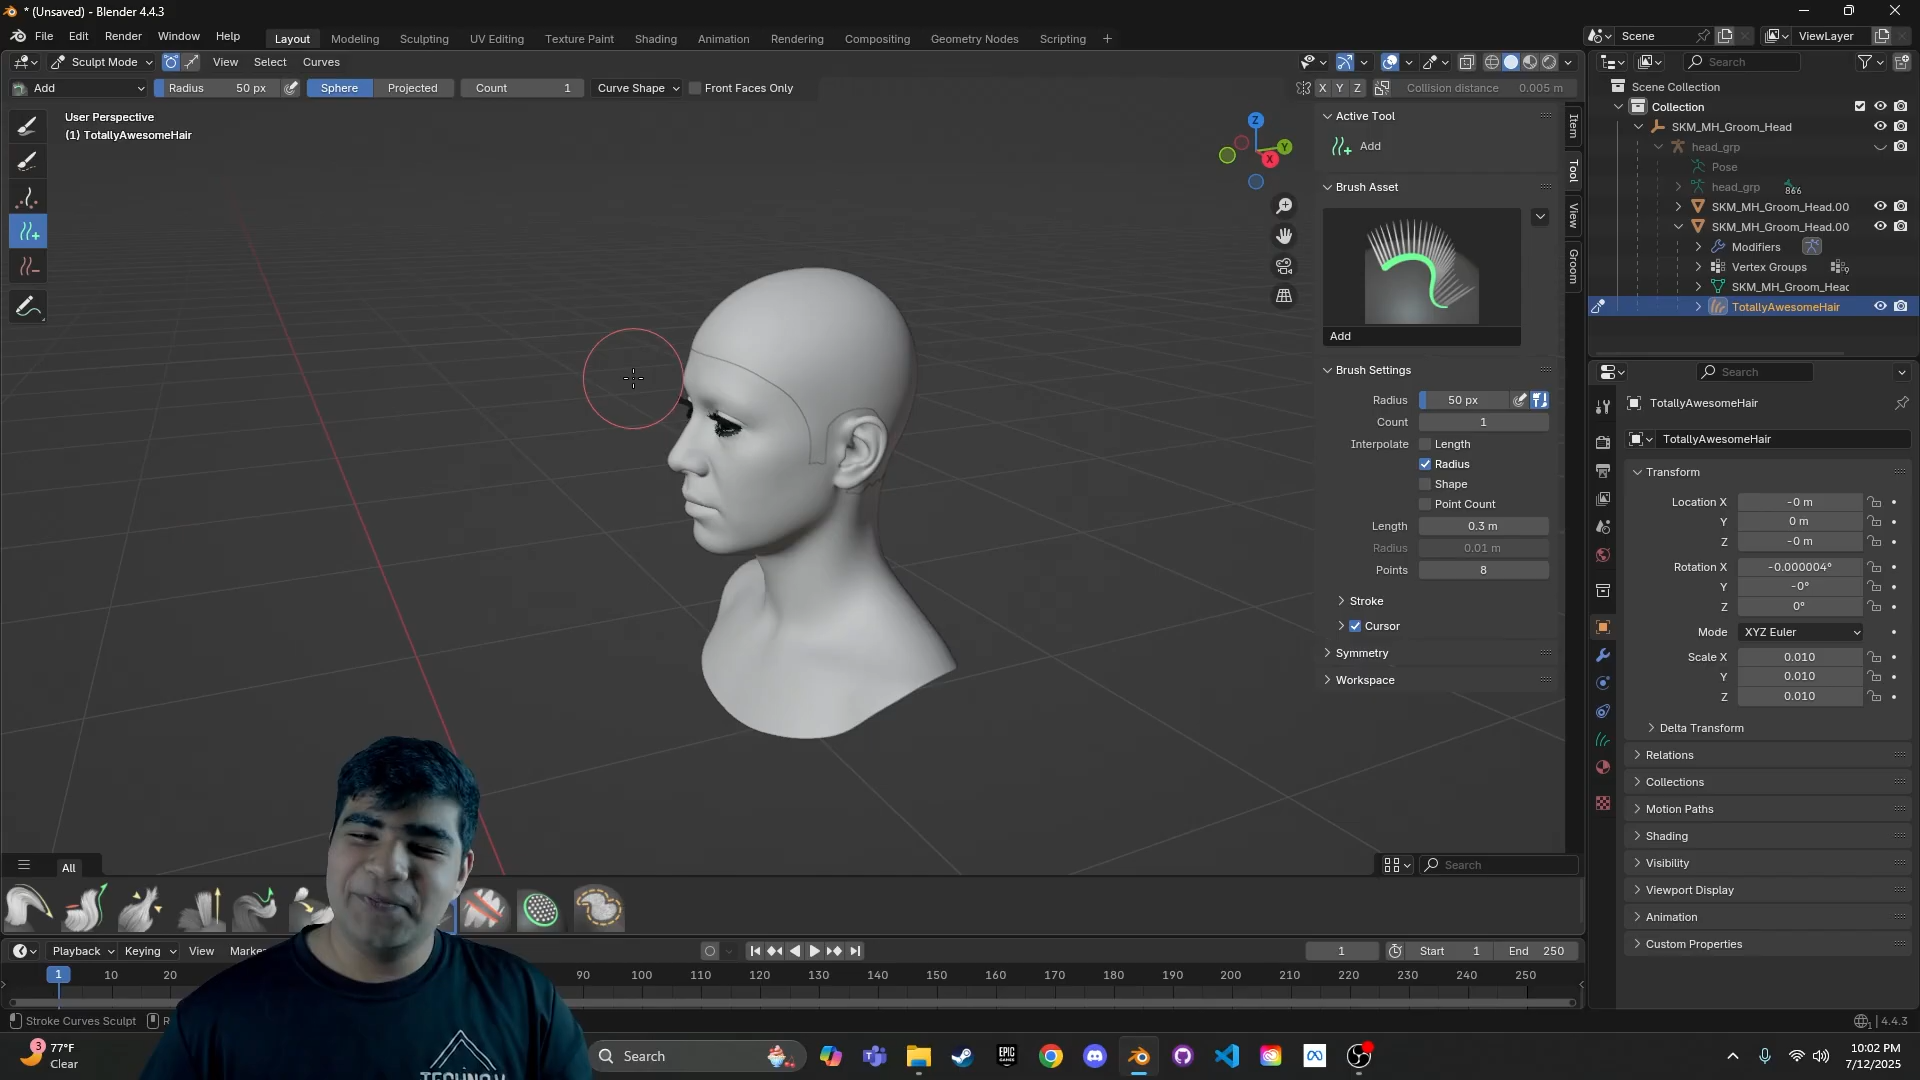 * (Unsaved) - Blender 4.4.3
File Edit Render Window Help
Layout Modeling Sculpting UV Editing Texture Paint Shading Animation Rendering Compositing Geometry Nodes Scripting +
Scene ViewLayer
Sculpt Mode View Select Curves
Search
Add Radius 50 px Sphere Projected Count 1 Curve Shape Front Faces Only
X Y Z Collision distance 0.005 m
User Perspective
(1) TotallyAwesomeHair
Z
Y
X
Active Tool
Add
Brush Asset
Add
Brush Settings
Radius 50 px
Count 1
Interpolate Length
Radius
Shape
Point Count
Length 0.3 m
Radius 0.01 m
Points 8
Stroke
Cursor
Symmetry
Workspace
Item
Tool
View
Groom
Scene Collection
Collection
SKM_MH_Groom_Head
head_grp
Pose
head_grp 866
SKM_MH_Groom_Head.00
SKM_MH_Groom_Head.00
Modifiers
Vertex Groups 9
SKM_MH_Groom_Head
TotallyAwesomeHair
Search
TotallyAwesomeHair
TotallyAwesomeHair
Transform
Location X -0 m
Y 0 m
Z -0 m
Rotation X -0.000004°
Y -0°
Z 0°
Mode XYZ Euler
Scale X 0.010
Y 0.010
Z 0.010
Delta Transform
Relations
Collections
Motion Paths
Shading
Visibility
Viewport Display
Animation
Custom Properties
All
Search
Playback Keying View Marke
1 Start 1 End 250
1 10 20 90 100 110 120 130 140 150 160 170 180 190 200 210 220 230 240 250
Stroke Curves Sculpt R
4.4.3
3
77°F
Clear
Search
EPIC
GAMES
10:02 PM
7/12/2025